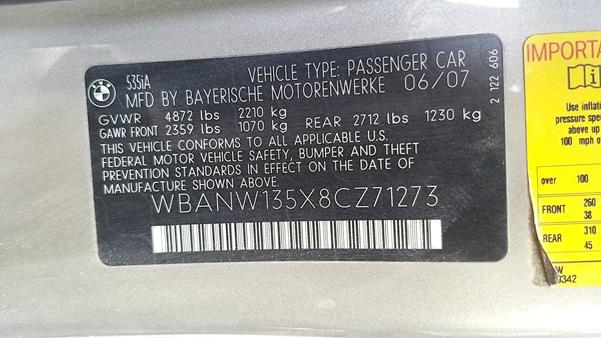 BMW
535iA
VEHICLE TYPE: PASSENGER CAR
MFD BY BAYERISCHE MOTORENWERKE 06/07
GVWR 4872 lbs 2210 kg
GAWR FRONT 2359 lbs 1070 kg REAR 2712 lbs 1230 kg
THIS VEHICLE CONFORMS TO ALL APPLICABLE U.S.
FEDERAL MOTOR VEHICLE SAFETY, BUMPER AND THEFT
PREVENTION STANDARDS IN EFFECT ON THE DATE OF
MANUFACTURE SHOWN ABOVE.
WBANW135X8CZ71273
2 122 606
IMPORTA
Use inflati
pressure spe
above up
100 mph o
over 100
FRONT 260
38
REAR 310
45
W
0342